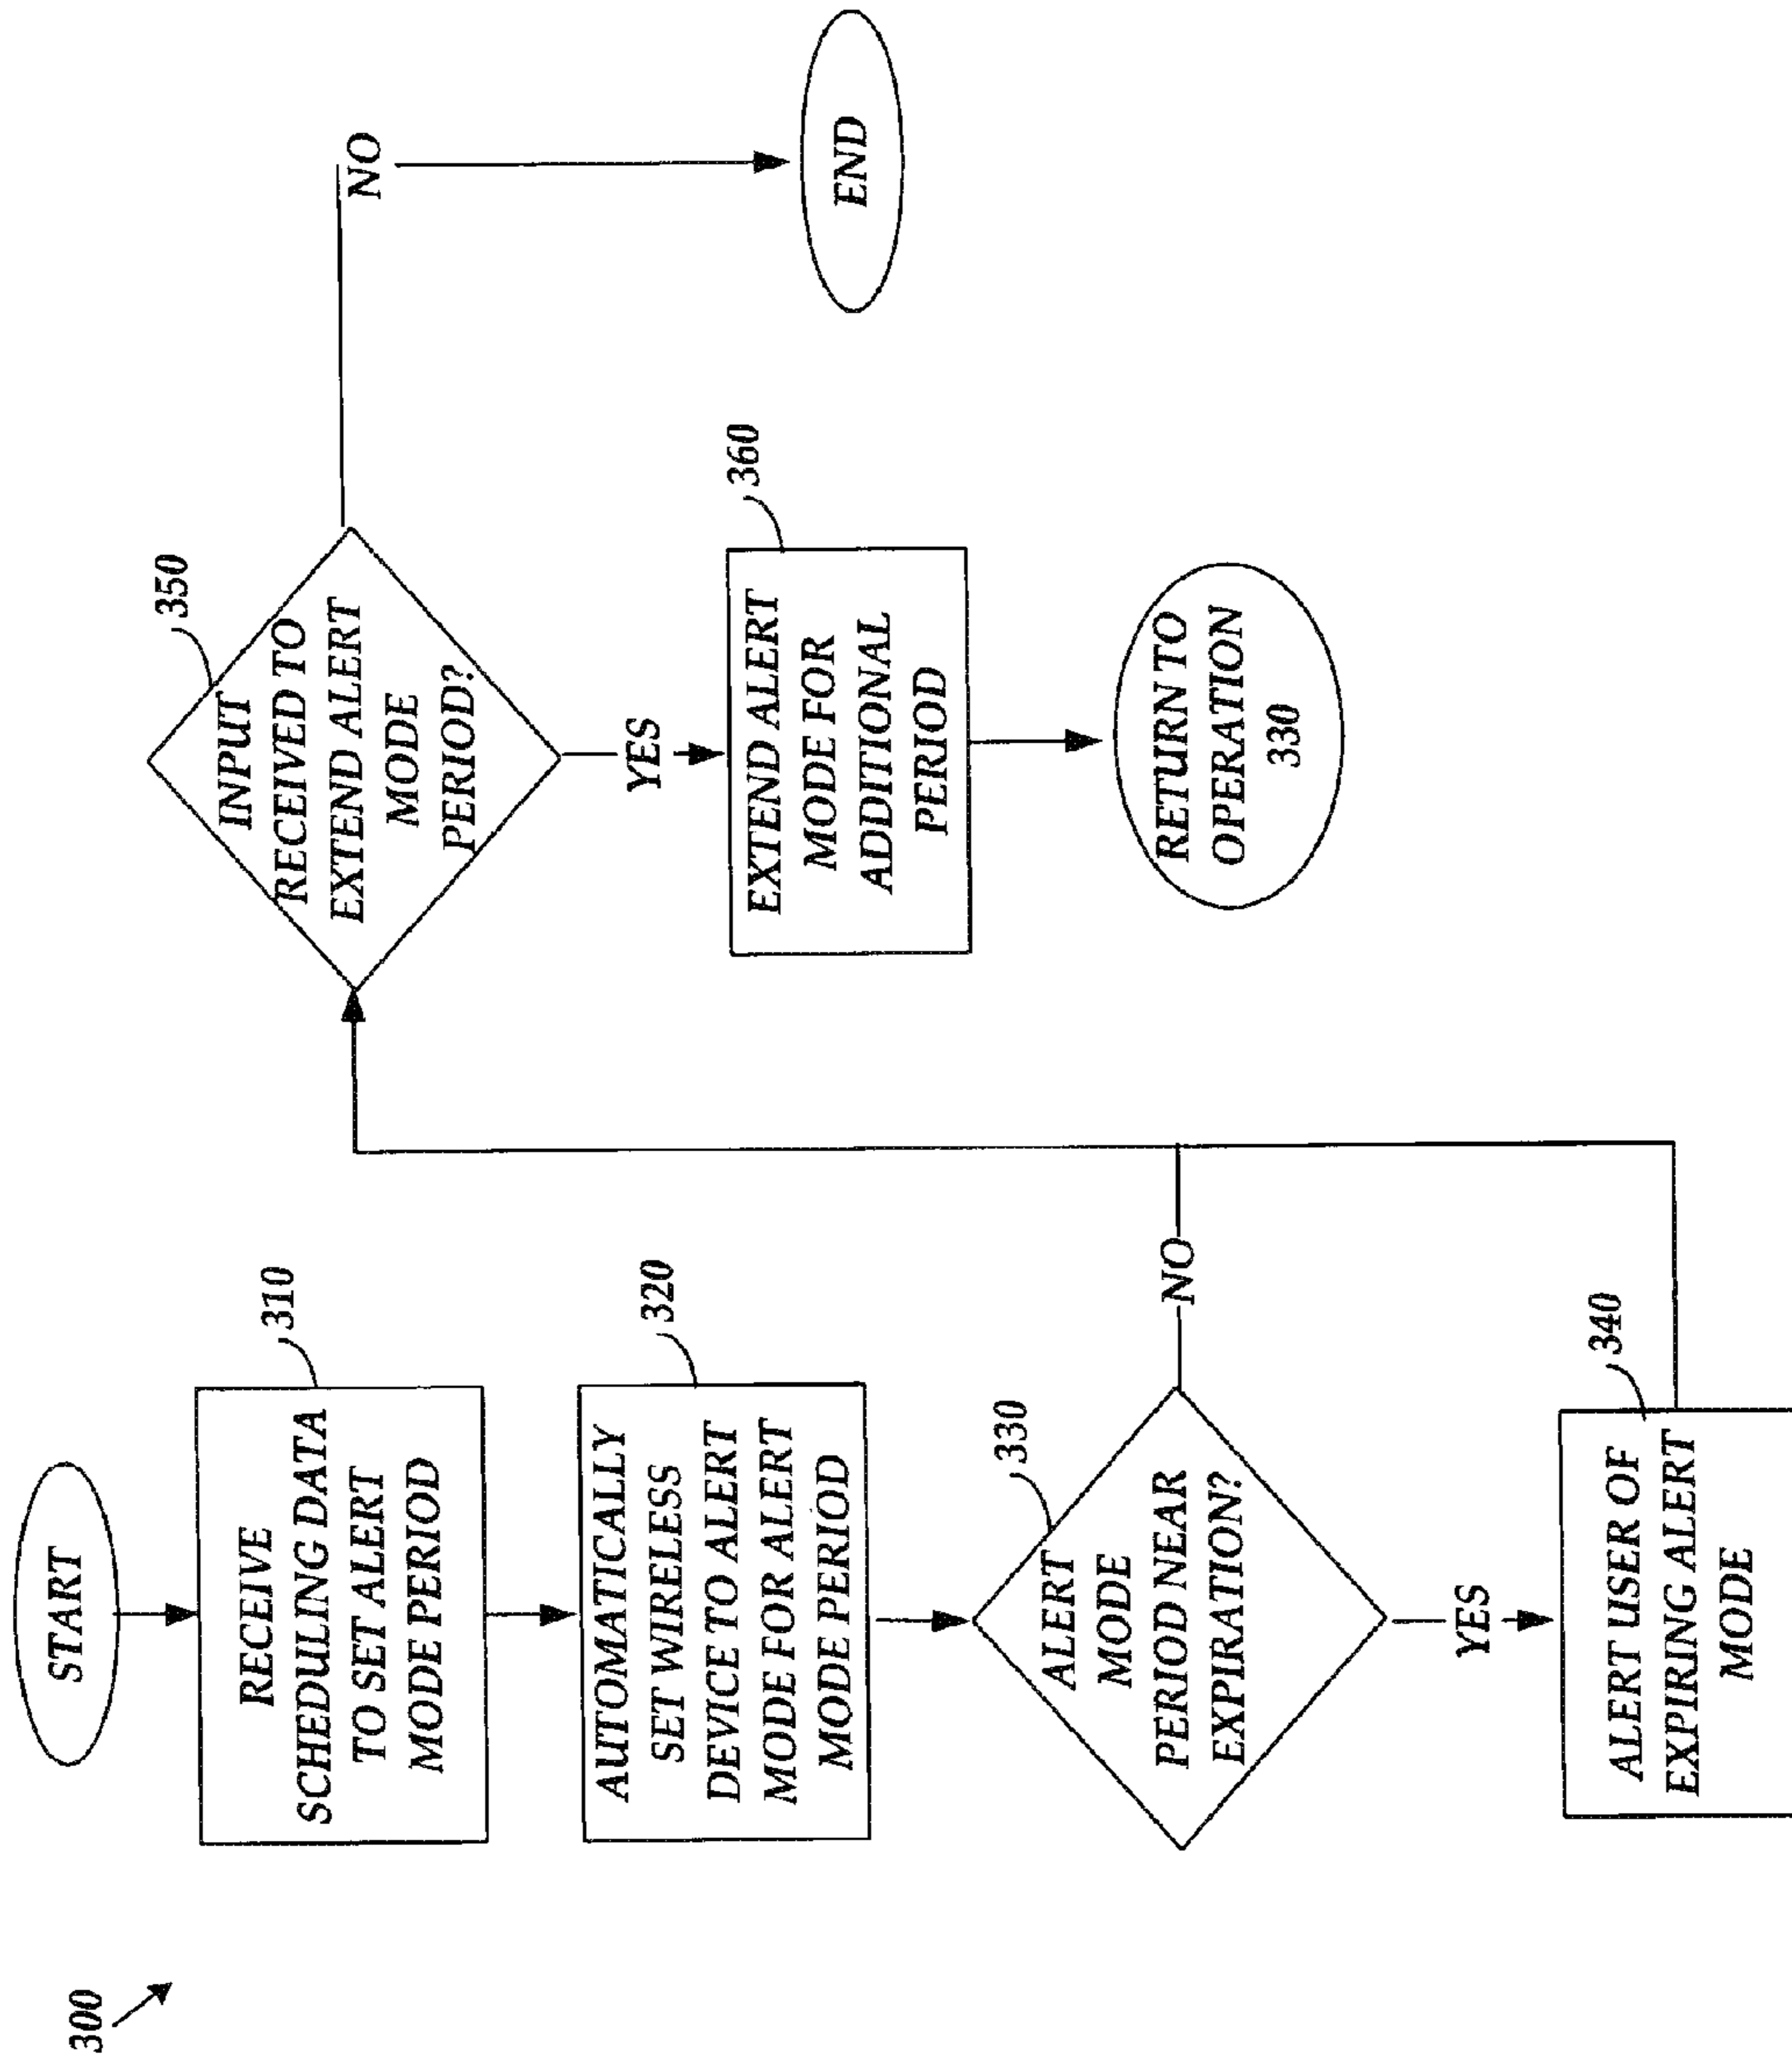 300
START
310
RECEIVE
SCHEDULING DATA
TO SET ALERT
MODE PERIOD
320
AUTOMATICALLY
SET WIRELESS
DEVICE TO ALERT
MODE FOR ALERT
MODE PERIOD
330
ALERT
MODE
PERIOD NEAR
EXPIRATION?
NO
YES
340
ALERT USER OF
EXPIRING ALERT
MODE
350
INPUT
RECEIVED TO
EXTEND ALERT
MODE
PERIOD?
NO
YES
360
EXTEND ALERT
MODE FOR
ADDITIONAL
PERIOD
RETURN TO
OPERATION
330
END